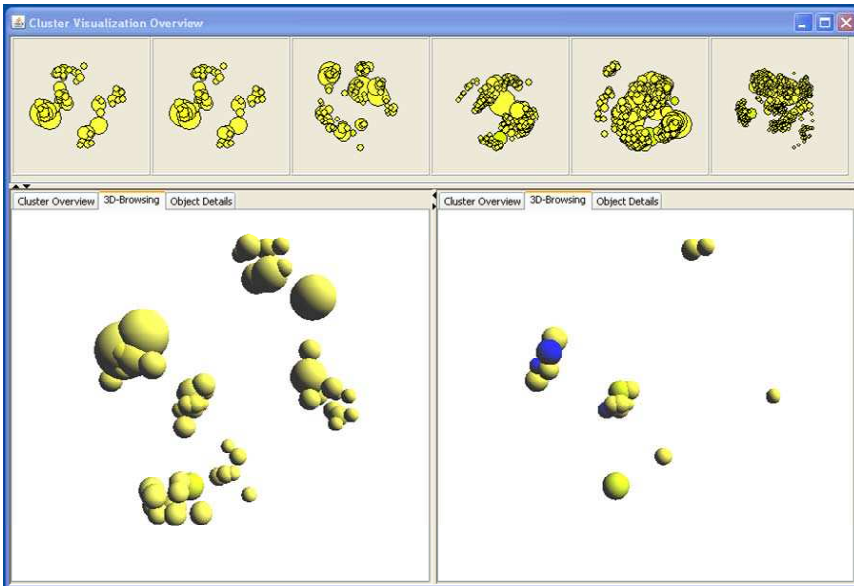 Cluster Visualization Overview
Cluster Overview 3D-Browsing Object Details
Cluster Overview 3D-Browsing Object Details